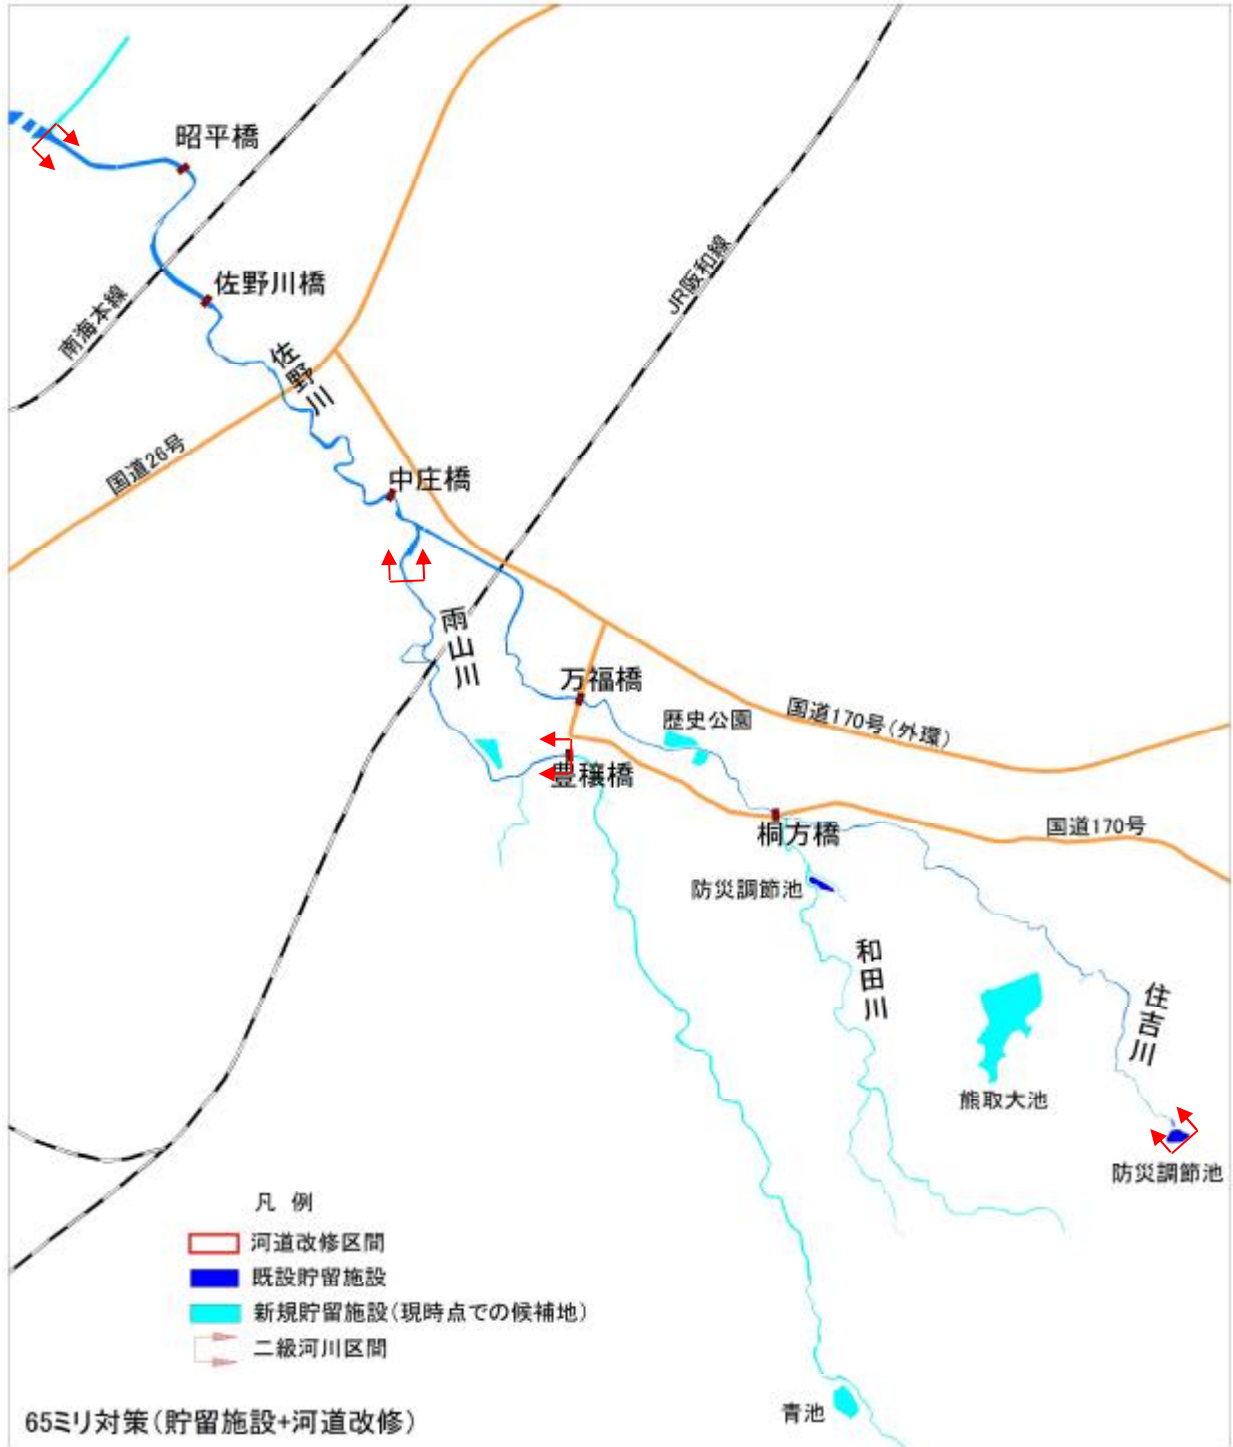 昭平橋
佐野川橋
南海本線
JR阪和線
佐野川
国道26号
中庄橋
雨山川
万福橋
歴史公園
国道170号(外環)
豊穣橋
桐方橋
国道170号
防災調節池
和田川
住吉川
熊取大池
防災調節池
凡 例
河道改修区間
既設貯留施設
新規貯留施設(現時点での候補地)
二級河川区間
青池
65ミリ対策(貯留施設+河道改修)